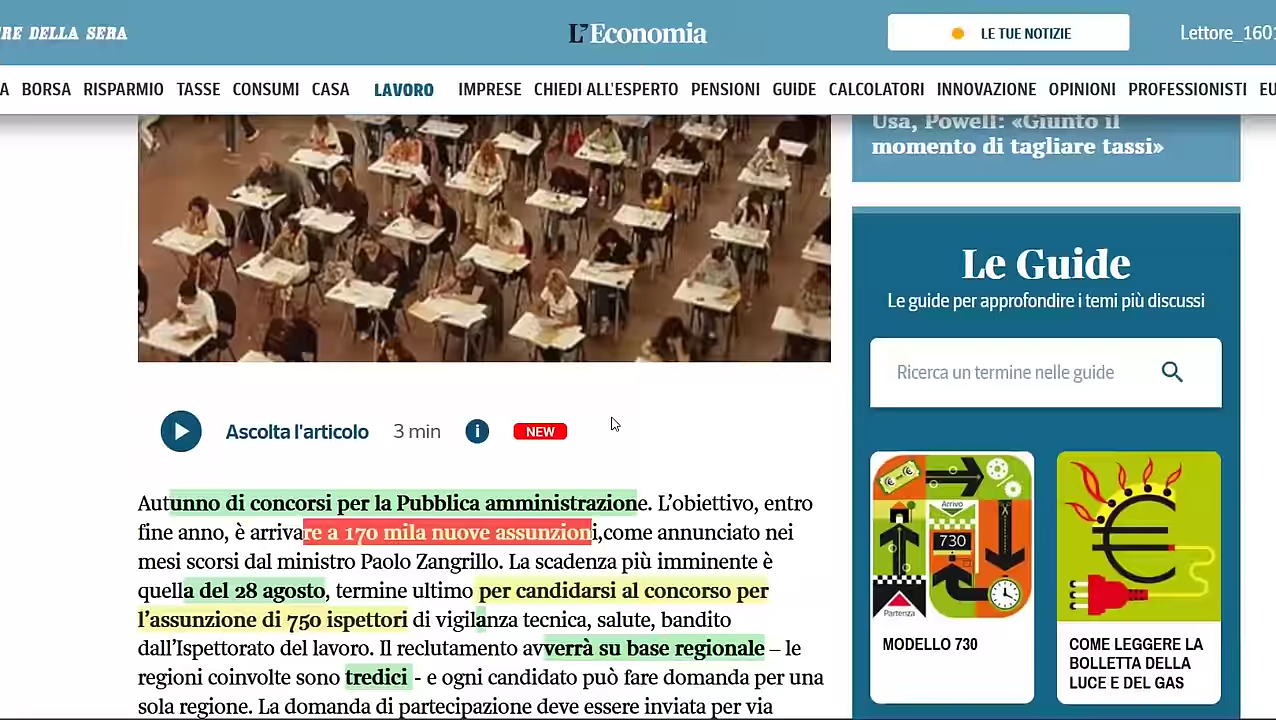 RE DELLA SERA
L'Economia
LE TUE NOTIZIE
Lettore_1601
A BORSA RISPARMIO TASSE CONSUMI CASA LAVORO IMPRESE CHIEDI ALL'ESPERTO PENSIONI GUIDE CALCOLATORI INNOVAZIONE OPINIONI PROFESSIONISTI EU
Usa, Powell: «Giunto il
momento di tagliare tassi»
Ascolta l'articolo 3 min i NEW
Autunno di concorsi per la Pubblica amministrazione. L’obiettivo, entro
fine anno, è arrivare a 170 mila nuove assunzioni,come annunciato nei
mesi scorsi dal ministro Paolo Zangrillo. La scadenza più imminente è
quella del 28 agosto, termine ultimo per candidarsi al concorso per
l’assunzione di 750 ispettori di vigilanza tecnica, salute, bandito
dall’Ispettorato del lavoro. Il reclutamento avverrà su base regionale – le
regioni coinvolte sono tredici - e ogni candidato può fare domanda per una
sola regione. La domanda di partecipazione deve essere inviata per via
Le Guide
Le guide per approfondire i temi più discussi
Ricerca un termine nelle guide
Arrivo
730
Partenza
MODELLO 730
COME LEGGERE LA
BOLLETTA DELLA
LUCE E DEL GAS